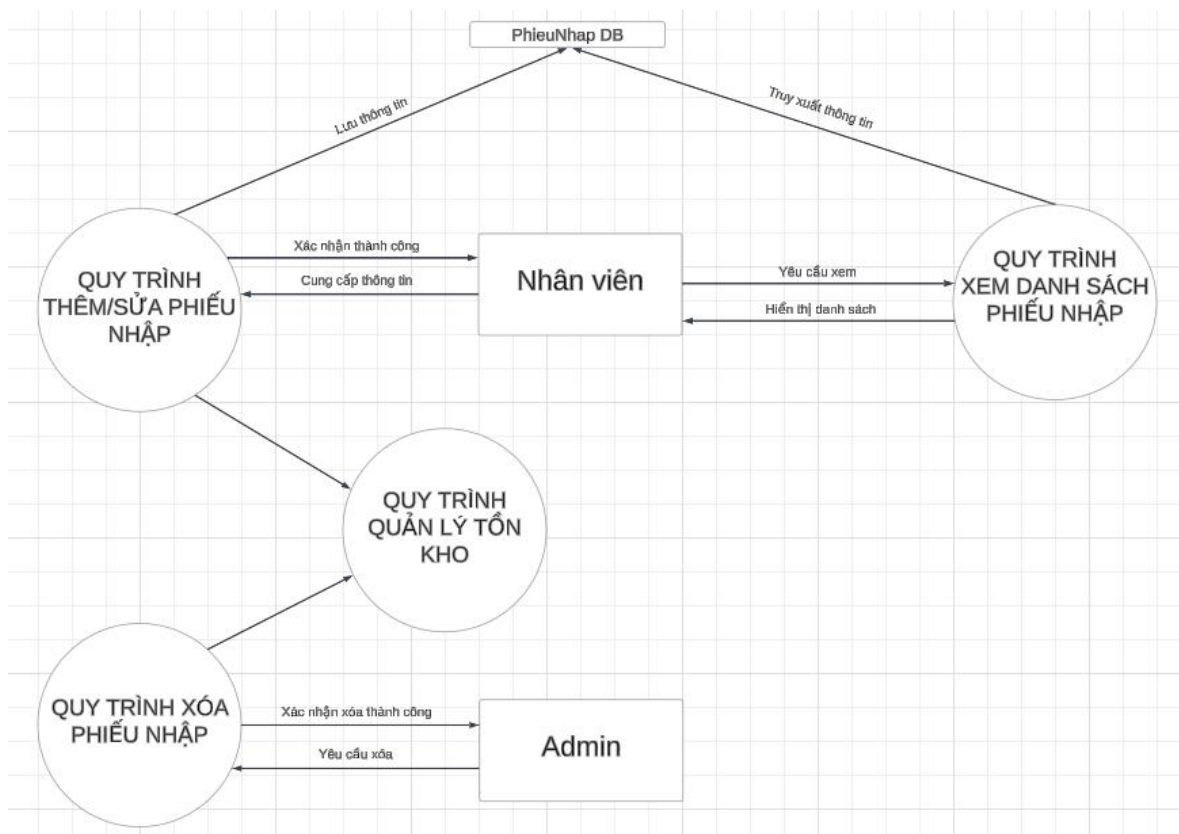 PhieuNhap DB
Lưu thông tin
Truy xuất thông tin
Xác nhận thành công
Cung cấp thông tin
QUY TRÌNH
THÊM/SỬA PHIẾU
NHẬP
Nhân viên
Yêu cầu xem
Hiển thị danh sách
QUY TRÌNH
XEM DANH SÁCH
PHIẾU NHẬP
QUY TRÌNH
QUẢN LÝ TỒN
KHO
QUY TRÌNH XÓA
PHIẾU NHẬP
Xác nhận xóa thành công
Yêu cầu xóa
Admin